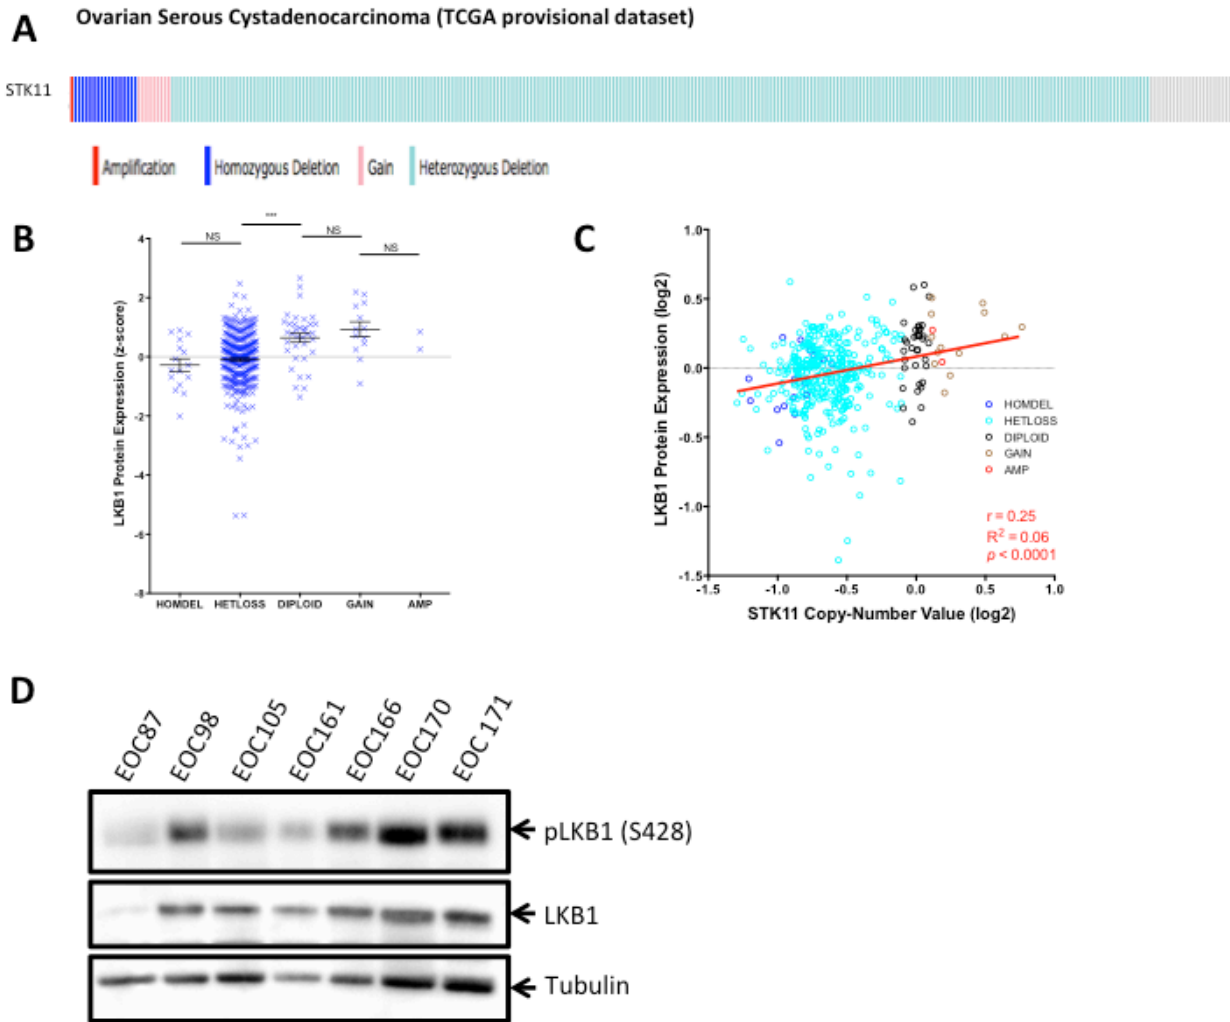 A
Ovarian Serous Cystadenocarcinoma (TCGA provisional dataset)
STK11
Amplification
Homozygous Deletion
Gain
Heterozygous Deletion
B
LKB1 Protein Expression (z-score)
4
2
0
-2
-4
-6
-8
NS
***
NS
NS
HOMDEL
HETLOSS
DIPLOID
GAIN
AMP
C
LKB1 Protein Expression (log2)
1.0
0.5
0.0
-0.5
-1.0
-1.5
HOMDEL
HETLOSS
DIPLOID
GAIN
AMP
r = 0.25
R² = 0.06
p < 0.0001
-1.5
-1.0
-0.5
0.0
0.5
1.0
STK11 Copy-Number Value (log2)
D
EOC87
EOC98
EOC105
EOC161
EOC166
EOC170
EOC 171
pLKB1 (S428)
LKB1
Tubulin